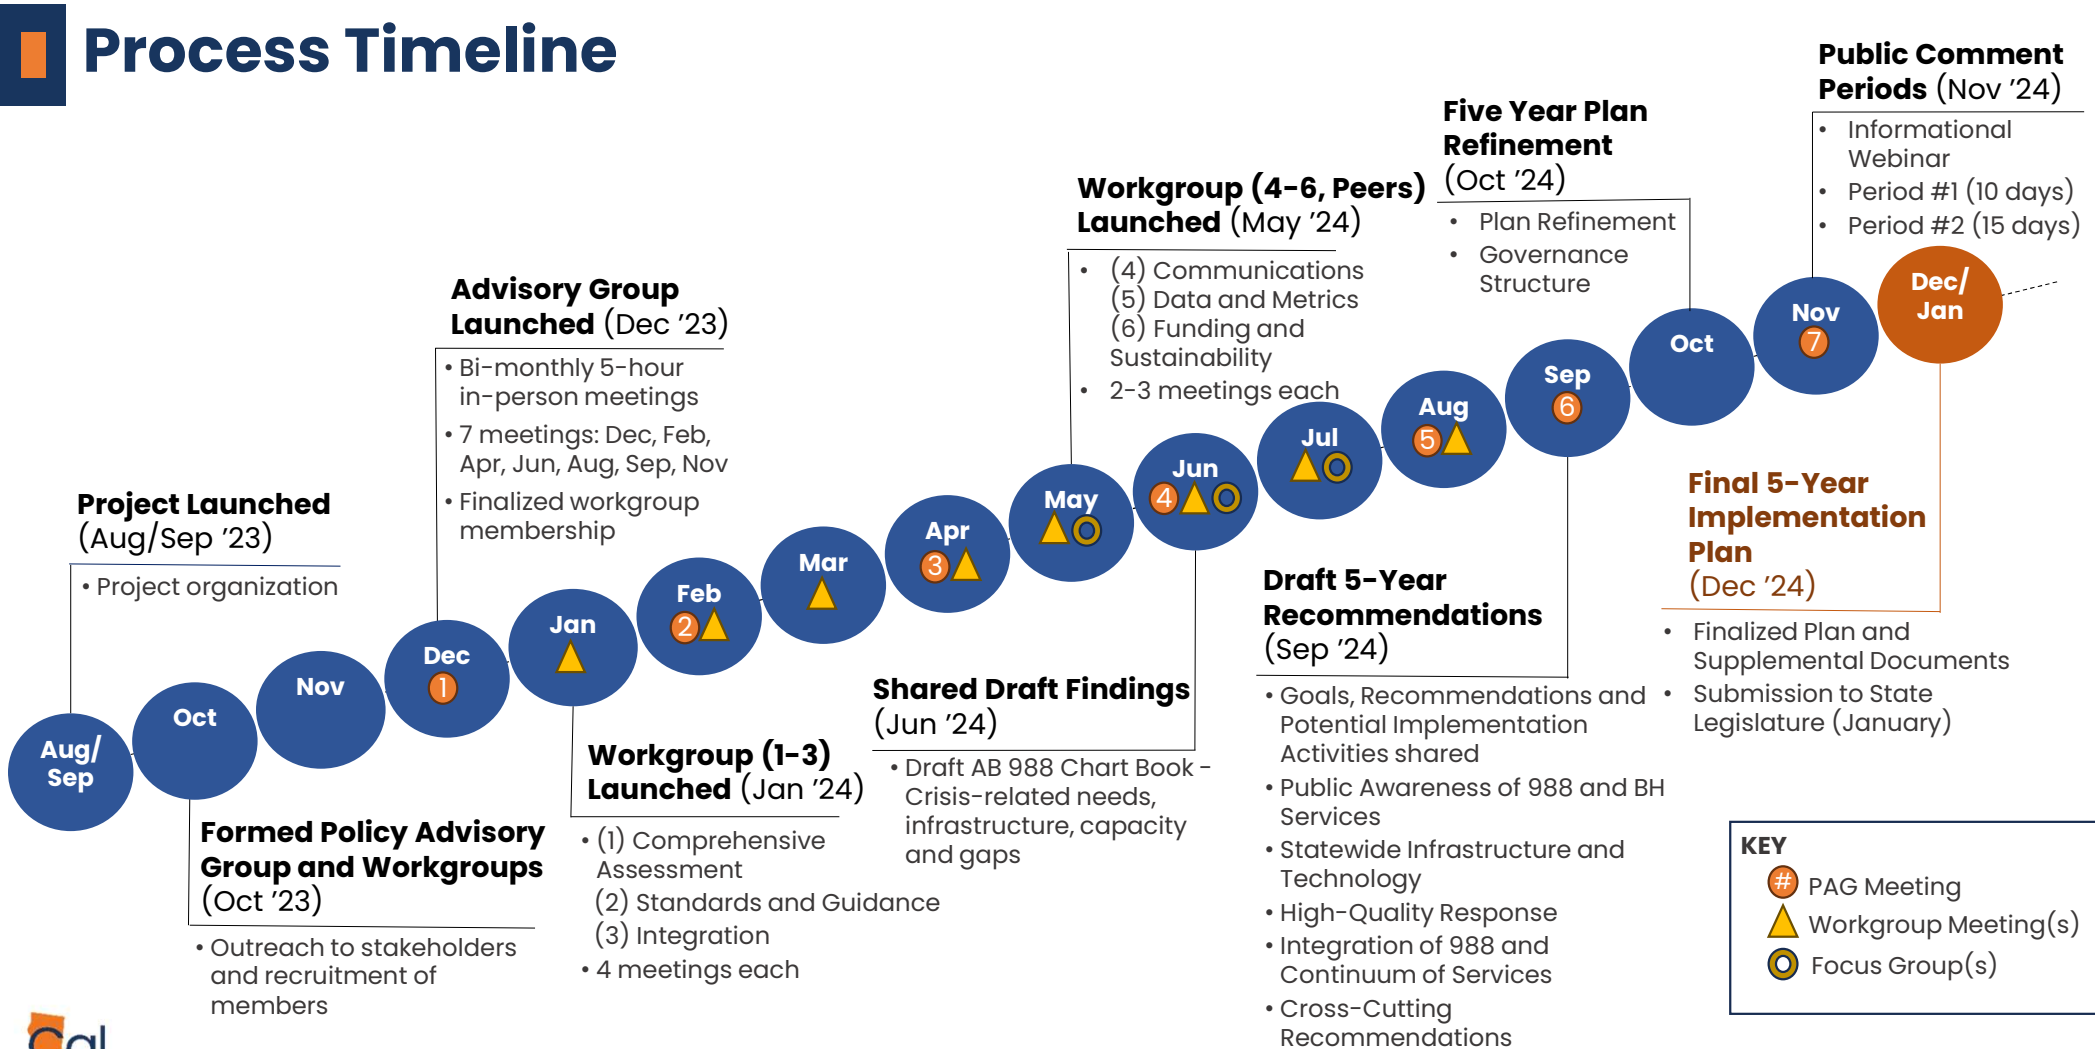 Process Timeline
Project Launched
(Aug/Sep ’23)
• Project organization
Formed Policy Advisory
Group and Workgroups
(Oct ’23)
• Outreach to stakeholders
and recruitment of
members
Advisory Group
Launched (Dec ’23)
• Bi-monthly 5-hour
in-person meetings
• 7 meetings: Dec, Feb,
Apr, Jun, Aug, Sep, Nov
• Finalized workgroup
membership
Workgroup (1-3)
Launched (Jan ’24)
• (1) Comprehensive
Assessment
(2) Standards and Guidance
(3) Integration
• 4 meetings each
Workgroup (4-6, Peers)
Launched (May ’24)
• (4) Communications
(5) Data and Metrics
(6) Funding and
Sustainability
• 2-3 meetings each
Shared Draft Findings
(Jun ’24)
• Draft AB 988 Chart Book -
Crisis-related needs,
infrastructure, capacity
and gaps
Draft 5-Year
Recommendations
(Sep ’24)
• Goals, Recommendations and
Potential Implementation
Activities shared
• Public Awareness of 988 and BH
Services
• Statewide Infrastructure and
Technology
• High-Quality Response
• Integration of 988 and
Continuum of Services
• Cross-Cutting
Recommendations
Five Year Plan
Refinement
(Oct ’24)
• Plan Refinement
• Governance
Structure
Public Comment
Periods (Nov ’24)
• Informational
Webinar
• Period #1 (10 days)
• Period #2 (15 days)
Final 5-Year
Implementation
Plan
(Dec ’24)
• Finalized Plan and
Supplemental Documents
• Submission to State
Legislature (January)
Aug/
Sep
Oct
Nov
Dec
1
Jan
Feb
2
Mar
Apr
3
May
Jun
4
Jul
Aug
5
Sep
6
Oct
Nov
7
Dec/
Jan
KEY
# PAG Meeting
Workgroup Meeting(s)
Focus Group(s)
Cal